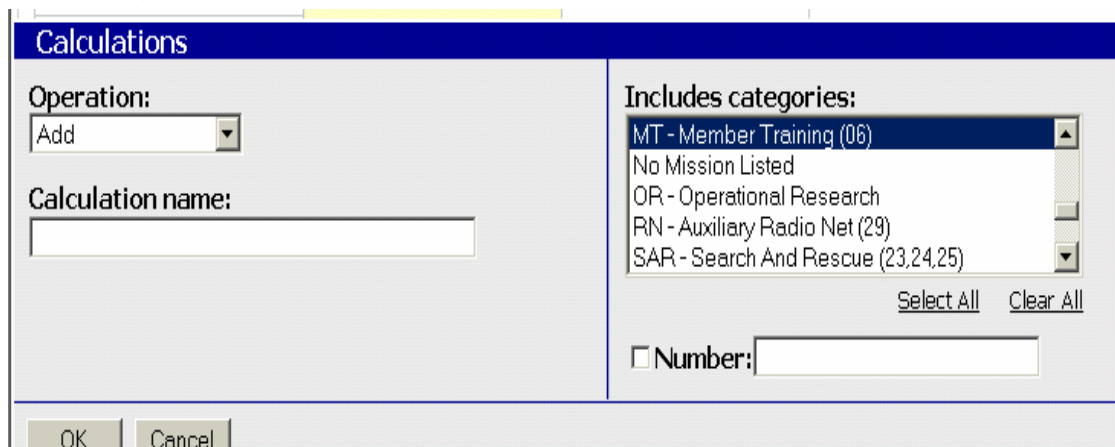 Calculations
Operation:
Add
Calculation name:
Includes categories:
MT - Member Training (06)
No Mission Listed
OR - Operational Research
RN - Auxiliary Radio Net (29)
SAR - Search And Rescue (23,24,25)
Select All Clear All
Number:
OK Cancel